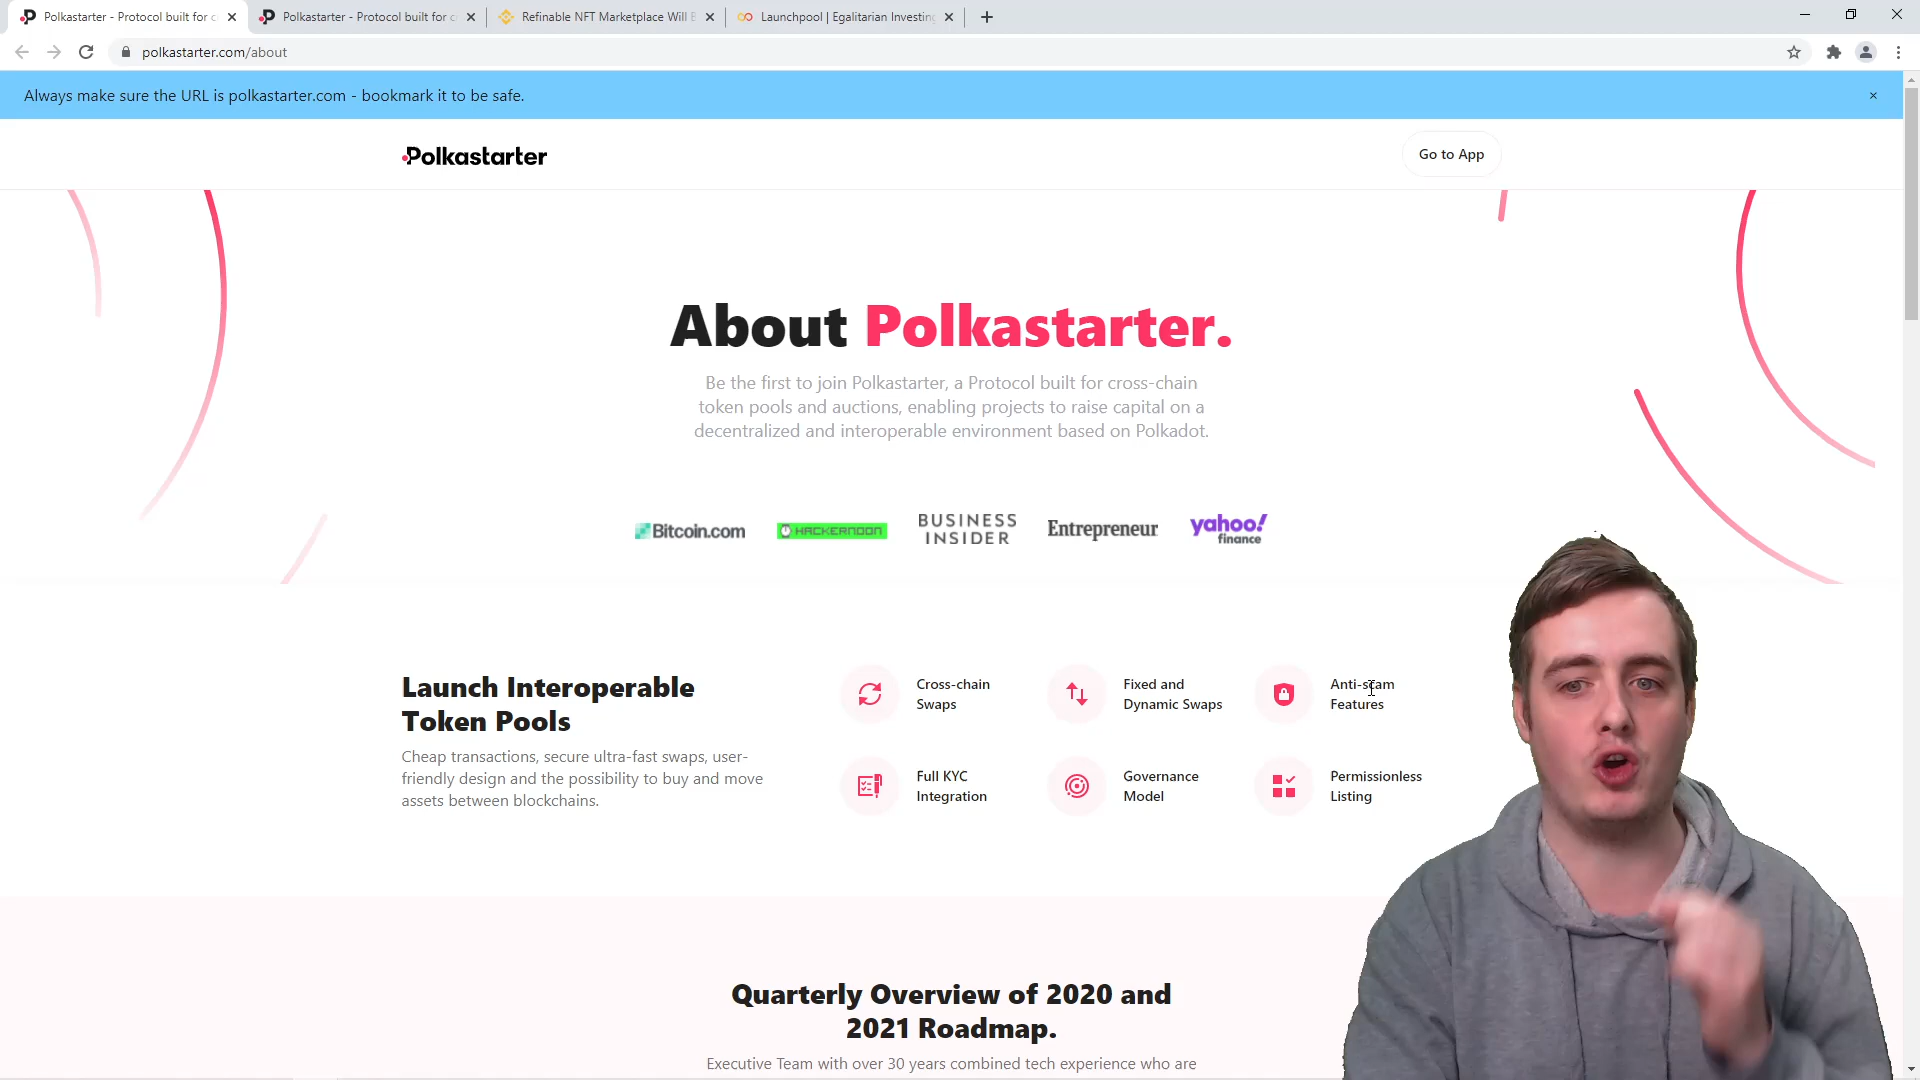 Polkastarter - Protocol built for c
Polkastarter - Protocol built for c
Refinable NFT Marketplace Will B
Launchpool | Egalitarian Investing
polkastarter.com/about
Always make sure the URL is polkastarter.com - bookmark it to be safe.
Polkastarter
Go to App
About Polkastarter.
Be the first to join Polkastarter, a Protocol built for cross-chain
token pools and auctions, enabling projects to raise capital on a
decentralized and interoperable environment based on Polkadot.
Bitcoin.com
HACKERNOON
BUSINESS
INSIDER
Entrepreneur
yahoo!
finance
Launch Interoperable
Token Pools
Cheap transactions, secure ultra-fast swaps, user-
friendly design and the possibility to buy and move
assets between blockchains.
Cross-chain
Swaps
Fixed and
Dynamic Swaps
Anti-scam
Features
Full KYC
Integration
Governance
Model
Permissionless
Listing
Quarterly Overview of 2020 and
2021 Roadmap.
Executive Team with over 30 years combined tech experience who are